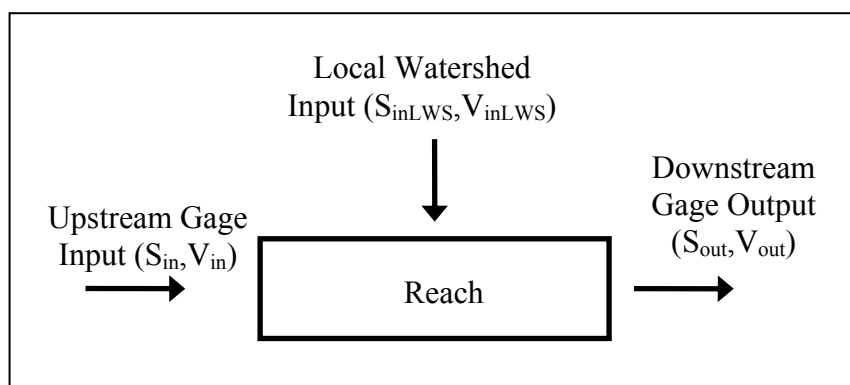 Local Watershed
Input (SinLWS,VinLWS)
Downstream
Gage Output
(Sout,Vout)
Upstream Gage
Input (Sin,Vin)
Reach